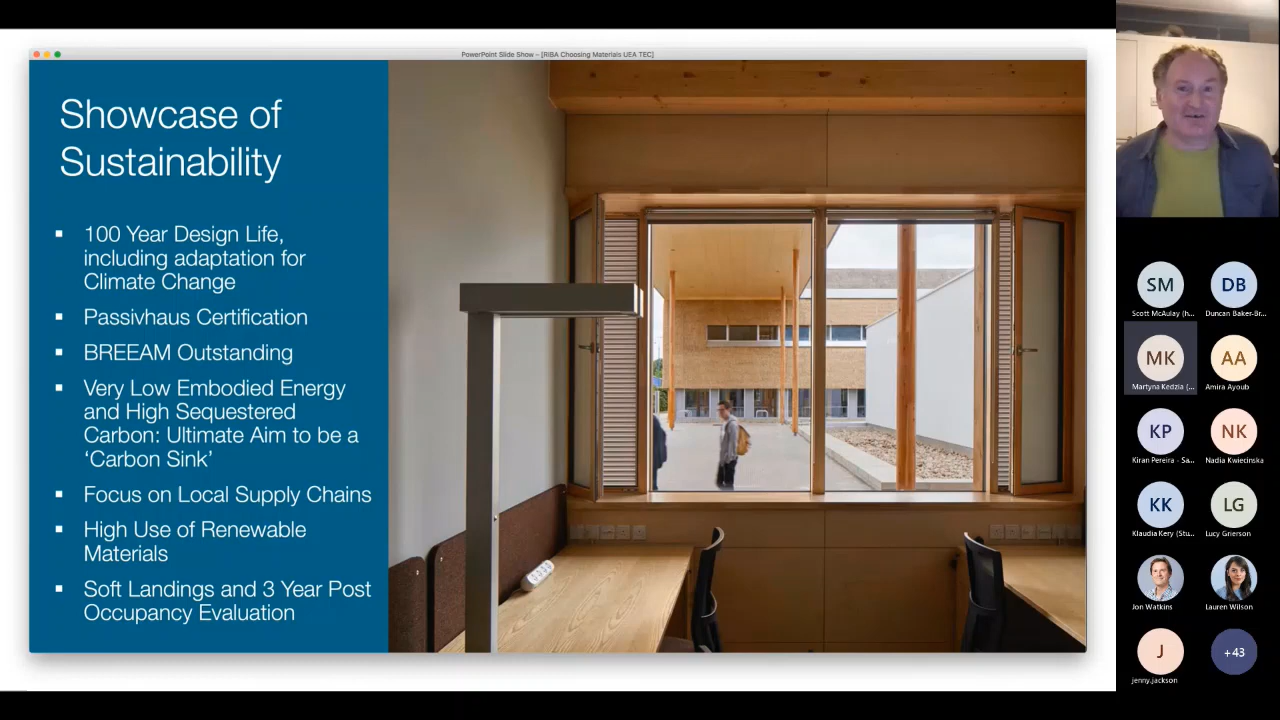 PowerPoint Slide Show – [RIBA Choosing Materials UEA TEC]
Showcase of
Sustainability
▪ 100 Year Design Life,
including adaptation for
Climate Change
▪ Passivhaus Certification
▪ BREEAM Outstanding
▪ Very Low Embodied Energy
and High Sequestered
Carbon: Ultimate Aim to be a
‘Carbon Sink’
▪ Focus on Local Supply Chains
▪ High Use of Renewable
Materials
▪ Soft Landings and 3 Year Post
Occupancy Evaluation
SM
DB
Scott McAulay (h...
Duncan Baker-Br...
MK
AA
Martyna Kedzia (...
Amira Ayoub
KP
NK
Kiran Pereira - Sa...
Nadia Kwiecinska
KK
LG
Klaudia Kery (Stu...
Lucy Grierson
Jon Watkins
Lauren Wilson
J
+43
jenny.jackson